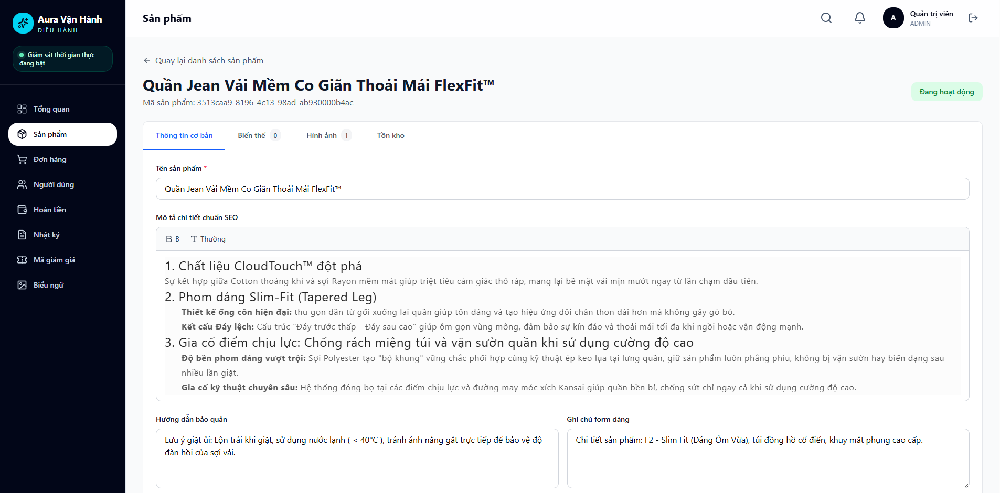 Aura Vận Hành
ĐIỀU HÀNH
Giám sát thời gian thực
đang bật
Tổng quan
Sản phẩm
Đơn hàng
Người dùng
Hoàn tiền
Nhật ký
Mã giảm giá
Biểu ngữ
Sản phẩm
A
Quản trị viên
ADMIN
Quay lại danh sách sản phẩm
Quần Jean Vải Mềm Co Giãn Thoải Mái FlexFit™
Mã sản phẩm: 3513caa9-8196-4c13-98ad-ab930000b4ac
Đang hoạt động
Thông tin cơ bản
Biến thể 0
Hình ảnh 1
Tồn kho
Tên sản phẩm *
Quần Jean Vải Mềm Co Giãn Thoải Mái FlexFit™
Mô tả chi tiết chuẩn SEO
B B
T Thường
1. Chất liệu CloudTouch™ đột phá
Sự kết hợp giữa Cotton thoáng khí và sợi Rayon mềm mát giúp triệt tiêu cảm giác thô ráp, mang lại bề mặt vải mịn mướt ngay từ lần chạm đầu tiên.
2. Phom dáng Slim-Fit (Tapered Leg)
Thiết kế ống côn hiện đại: thu gọn dần từ gối xuống lai quần giúp tôn dáng và tạo hiệu ứng đôi chân thon dài hơn mà không gây gò bó.
Kết cấu Đáy lệch: Cấu trúc "Đáy trước thấp - Đáy sau cao" giúp ôm gọn vùng mông, đảm bảo sự kín đáo và thoải mái tối đa khi ngồi hoặc vận động mạnh.
3. Gia cố điểm chịu lực: Chống rách miệng túi và vặn sườn quần khi sử dụng cường độ cao
Độ bền phom dáng vượt trội: Sợi Polyester tạo "bộ khung" vững chắc phối hợp cùng kỹ thuật ép keo lụa tại lưng quần, giữ sản phẩm luôn phẳng phiu, không bị vặn sườn hay biến dạng sau
nhiều lần giặt.
Gia cố kỹ thuật chuyên sâu: Hệ thống đóng bọ tại các điểm chịu lực và đường may móc xích Kansai giúp quần bền bỉ, chống sứt chỉ ngay cả khi sử dụng cường độ cao.
Hướng dẫn bảo quản
Lưu ý giặt ủi: Lộn trái khi giặt, sử dụng nước lạnh ( < 40°C ), tránh ánh nắng gắt trực tiếp để bảo vệ độ
đàn hồi của sợi vải.
Ghi chú form dáng
Chi tiết sản phẩm: F2 - Slim Fit (Dáng Ôm Vừa), túi đồng hồ cổ điển, khuy mắt phụng cao cấp.